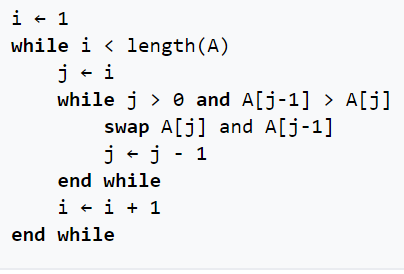 i ← 1
while i < length(A)
    j ← i
    while j > 0 and A[j-1] > A[j]
        swap A[j] and A[j-1]
        j ← j - 1
    end while
    i ← i + 1
end while